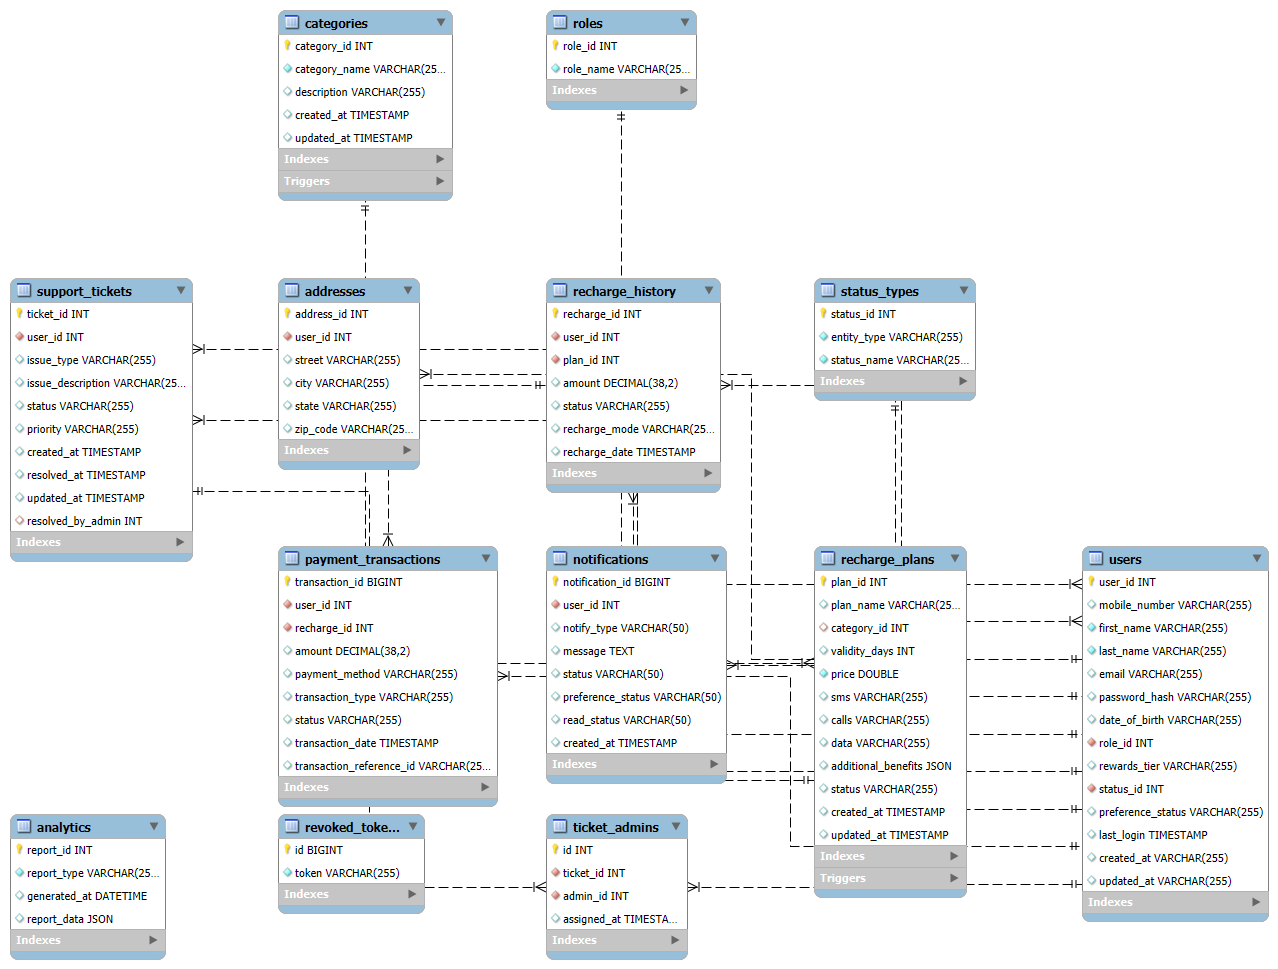 categories
category_id INT
category_name VARCHAR(25...
description VARCHAR(255)
created_at TIMESTAMP
updated_at TIMESTAMP
Indexes
Triggers
roles
role_id INT
role_name VARCHAR(25...
Indexes
support_tickets
ticket_id INT
user_id INT
issue_type VARCHAR(255)
issue_description VARCHAR(25...
status VARCHAR(255)
priority VARCHAR(255)
created_at TIMESTAMP
resolved_at TIMESTAMP
updated_at TIMESTAMP
resolved_by_admin INT
Indexes
addresses
address_id INT
user_id INT
street VARCHAR(255)
city VARCHAR(255)
state VARCHAR(255)
zip_code VARCHAR(25...
Indexes
recharge_history
recharge_id INT
user_id INT
plan_id INT
amount DECIMAL(38,2)
status VARCHAR(255)
recharge_mode VARCHAR(25...
recharge_date TIMESTAMP
Indexes
status_types
status_id INT
entity_type VARCHAR(255)
status_name VARCHAR(25...
Indexes
payment_transactions
transaction_id BIGINT
user_id INT
recharge_id INT
amount DECIMAL(38,2)
payment_method VARCHAR(255)
transaction_type VARCHAR(255)
status VARCHAR(255)
transaction_date TIMESTAMP
transaction_reference_id VARCHAR(25...
Indexes
notifications
notification_id BIGINT
user_id INT
notify_type VARCHAR(50)
message TEXT
status VARCHAR(50)
preference_status VARCHAR(50)
read_status VARCHAR(50)
created_at TIMESTAMP
Indexes
recharge_plans
plan_id INT
plan_name VARCHAR(25...
category_id INT
validity_days INT
price DOUBLE
sms VARCHAR(255)
calls VARCHAR(255)
data VARCHAR(255)
additional_benefits JSON
status VARCHAR(255)
created_at TIMESTAMP
updated_at TIMESTAMP
Indexes
Triggers
users
user_id INT
mobile_number VARCHAR(255)
first_name VARCHAR(255)
last_name VARCHAR(255)
email VARCHAR(255)
password_hash VARCHAR(255)
date_of_birth VARCHAR(255)
role_id INT
rewards_tier VARCHAR(255)
status_id INT
preference_status VARCHAR(255)
last_login TIMESTAMP
created_at VARCHAR(255)
updated_at VARCHAR(255)
Indexes
analytics
report_id INT
report_type VARCHAR(25...
generated_at DATETIME
report_data JSON
Indexes
revoked_toke...
id BIGINT
token VARCHAR(255)
Indexes
ticket_admins
id INT
ticket_id INT
admin_id INT
assigned_at TIMESTA...
Indexes